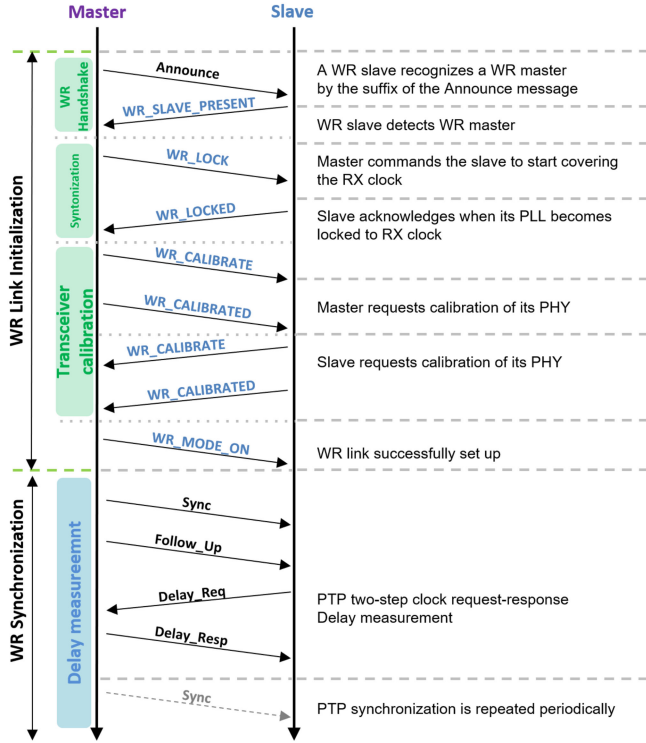 Master
Slave
WR Link Initialization
WR
Handshake
Announce
A WR slave recognizes a WR master
by the suffix of the Announce message
WR_SLAVE_PRESENT
WR slave detects WR master
Syntonization
WR_LOCK
Master commands the slave to start covering
the RX clock
WR_LOCKED
Slave acknowledges when its PLL becomes
locked to RX clock
Transceiver
calibration
WR_CALIBRATE
WR_CALIBRATED
Master requests calibration of its PHY
WR_CALIBRATE
Slave requests calibration of its PHY
WR_CALIBRATED
WR_MODE_ON
WR link successfully set up
WR Synchronization
Delay measureemnt
Sync
Follow_Up
Delay_Req
PTP two-step clock request-response
Delay measurement
Delay_Resp
Sync
PTP synchronization is repeated periodically